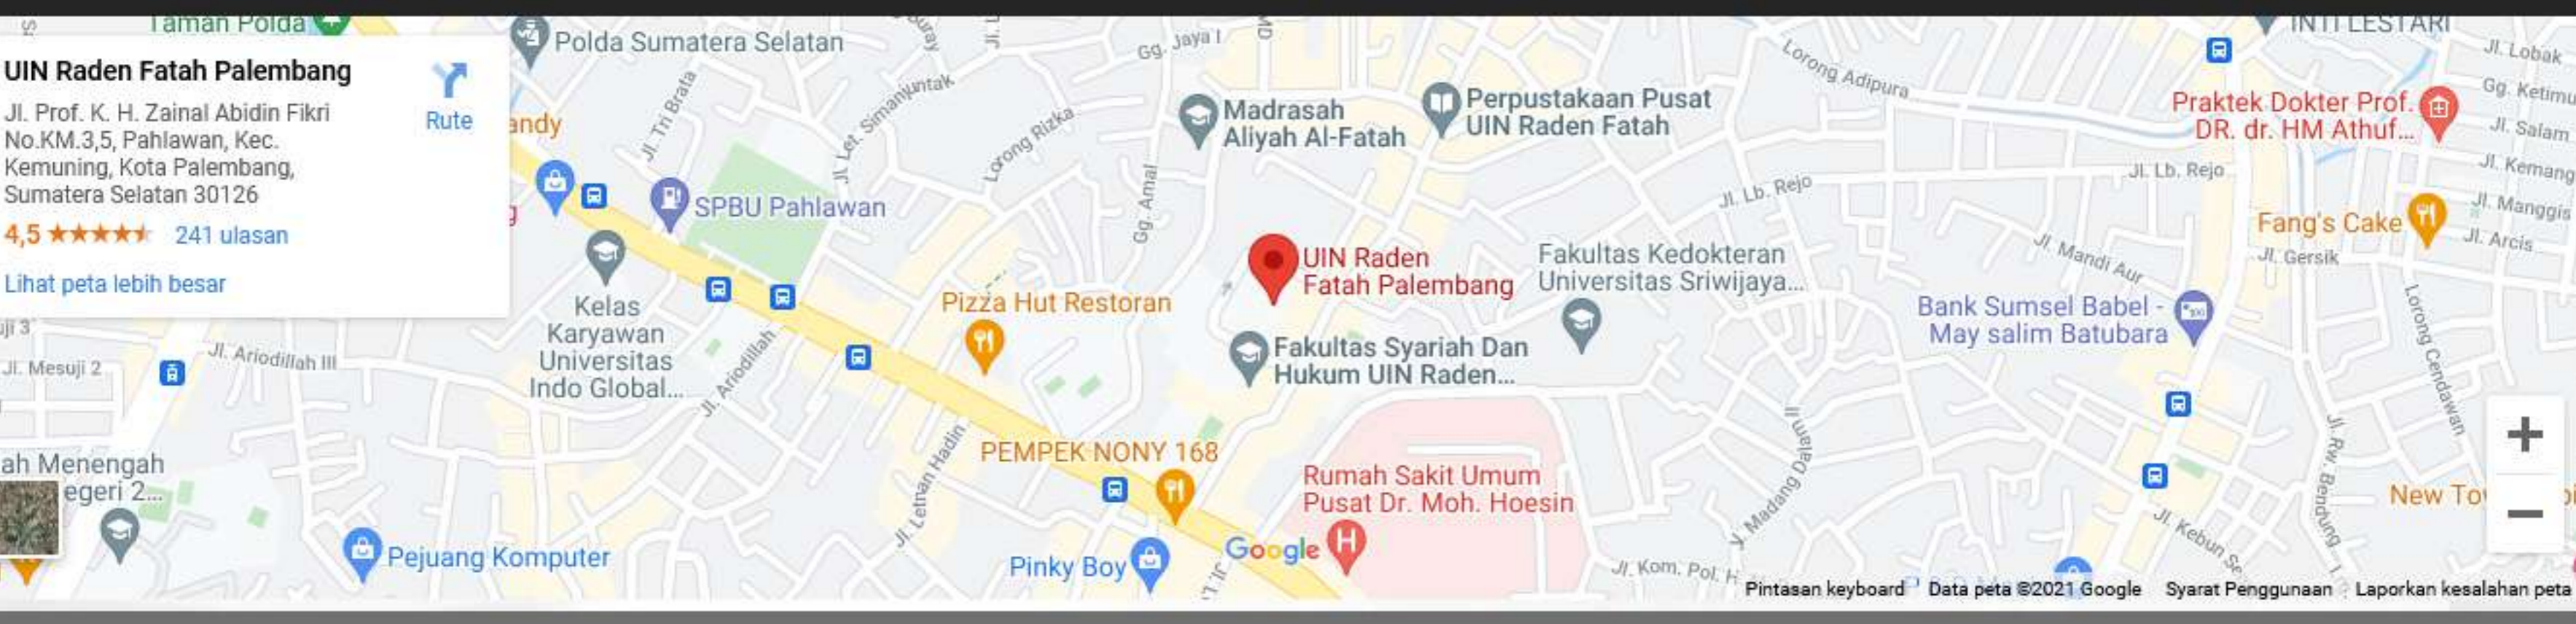 UIN Raden Fatah Palembang
Jl. Prof. K. H. Zainal Abidin Fikri
No.KM.3,5, Pahlawan, Kec.
Kemuning, Kota Palembang,
Sumatera Selatan 30126
4,5
241 ulasan
Lihat peta lebih besar
Rute
Taman Polda
Polda Sumatera Selatan
Gg. Jaya I
Lorong Adipura
INTI LESTARI
Jl. Lobak
Gg. Ketimu
Jl. Salam
Jl. Kemang
Jl. Manggis
Jl. Arcis
Jl. Tri Brata
Jl. Let. Simanjuntak
Lorong Rizka
Gg. Amal
Madrasah
Aliyah Al-Fatah
Perpustakaan Pusat
UIN Raden Fatah
Praktek Dokter Prof.
DR. dr. HM Athuf...
Jl. Lb. Rejo
Jl. Lb. Rejo
andy
SPBU Pahlawan
Fang's Cake
Jl. Gersik
Jl. Mandi Aur
UIN Raden
Fatah Palembang
Fakultas Kedokteran
Universitas Sriwijaya...
Kelas
Karyawan
Universitas
Indo Global...
Pizza Hut Restoran
Bank Sumsel Babel -
May salim Batubara
Lorong Cendawan
Fakultas Syariah Dan
Hukum UIN Raden...
Jl. Mesuji 2
Jl. Ariodillah III
Jl. Ariodillah
Jl. Letnan Hadin
PEMPEK NONY 168
Rumah Sakit Umum
Pusat Dr. Moh. Hoesin
Jl. Madang Dalam II
Jl. Rw. Bendung
ah Menengah
egeri 2...
New To
Jl. Kebun Se
Pejuang Komputer
Pinky Boy
Google
Jl. Kom. Pol. H
Pintasan keyboard
Data peta ©2021 Google
Syarat Penggunaan
Laporkan kesalahan peta